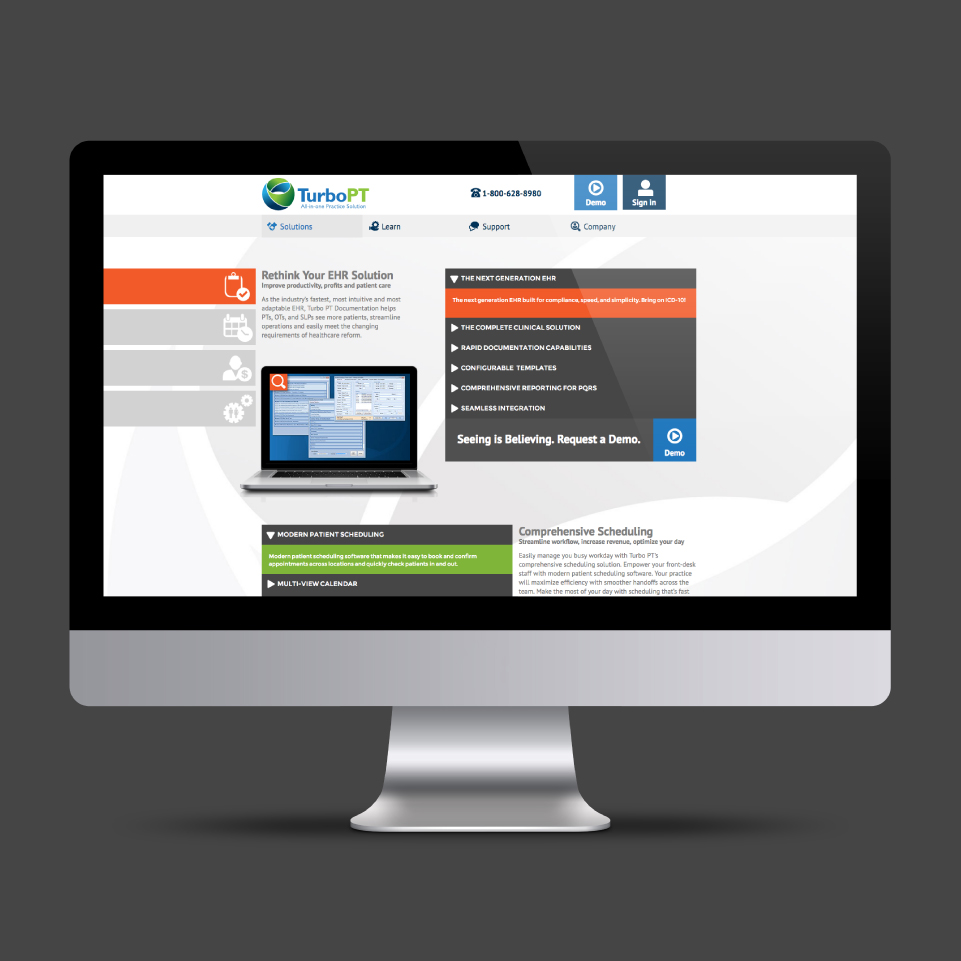 TurboPT
All-in-one Practice Solution
1-800-628-8980
Demo
Sign In
Solutions
Learn
Support
Company
Rethink Your EHR Solution
Improve productivity, profits and patient care
As the industry's fastest, most intuitive and most
adaptable EHR, Turbo PT Documentation helps
PTs, OTs, and SLPs see more patients, streamline
operations and easily meet the changing
requirements of healthcare reform.
THE NEXT GENERATION EHR
The next generation EHR built for compliance, speed, and simplicity. Bring on ICD-10!
THE COMPLETE CLINICAL SOLUTION
RAPID DOCUMENTATION CAPABILITIES
CONFIGURABLE TEMPLATES
COMPREHENSIVE REPORTING FOR PQRS
SEAMLESS INTEGRATION
Seeing is Believing. Request a Demo.
Demo
MODERN PATIENT SCHEDULING
Modern patient scheduling software that makes it easy to book and confirm
appointments across locations and quickly check patients in and out.
MULTI-VIEW CALENDAR
Comprehensive Scheduling
Streamline workflow, increase revenue, optimize your day
Easily manage you busy workday with Turbo PT's
comprehensive scheduling solution. Empower your front-desk
staff with modern patient scheduling software. Your practice
will maximize efficiency with smoother handoffs across the
team. Make the most of your day with scheduling that's fast